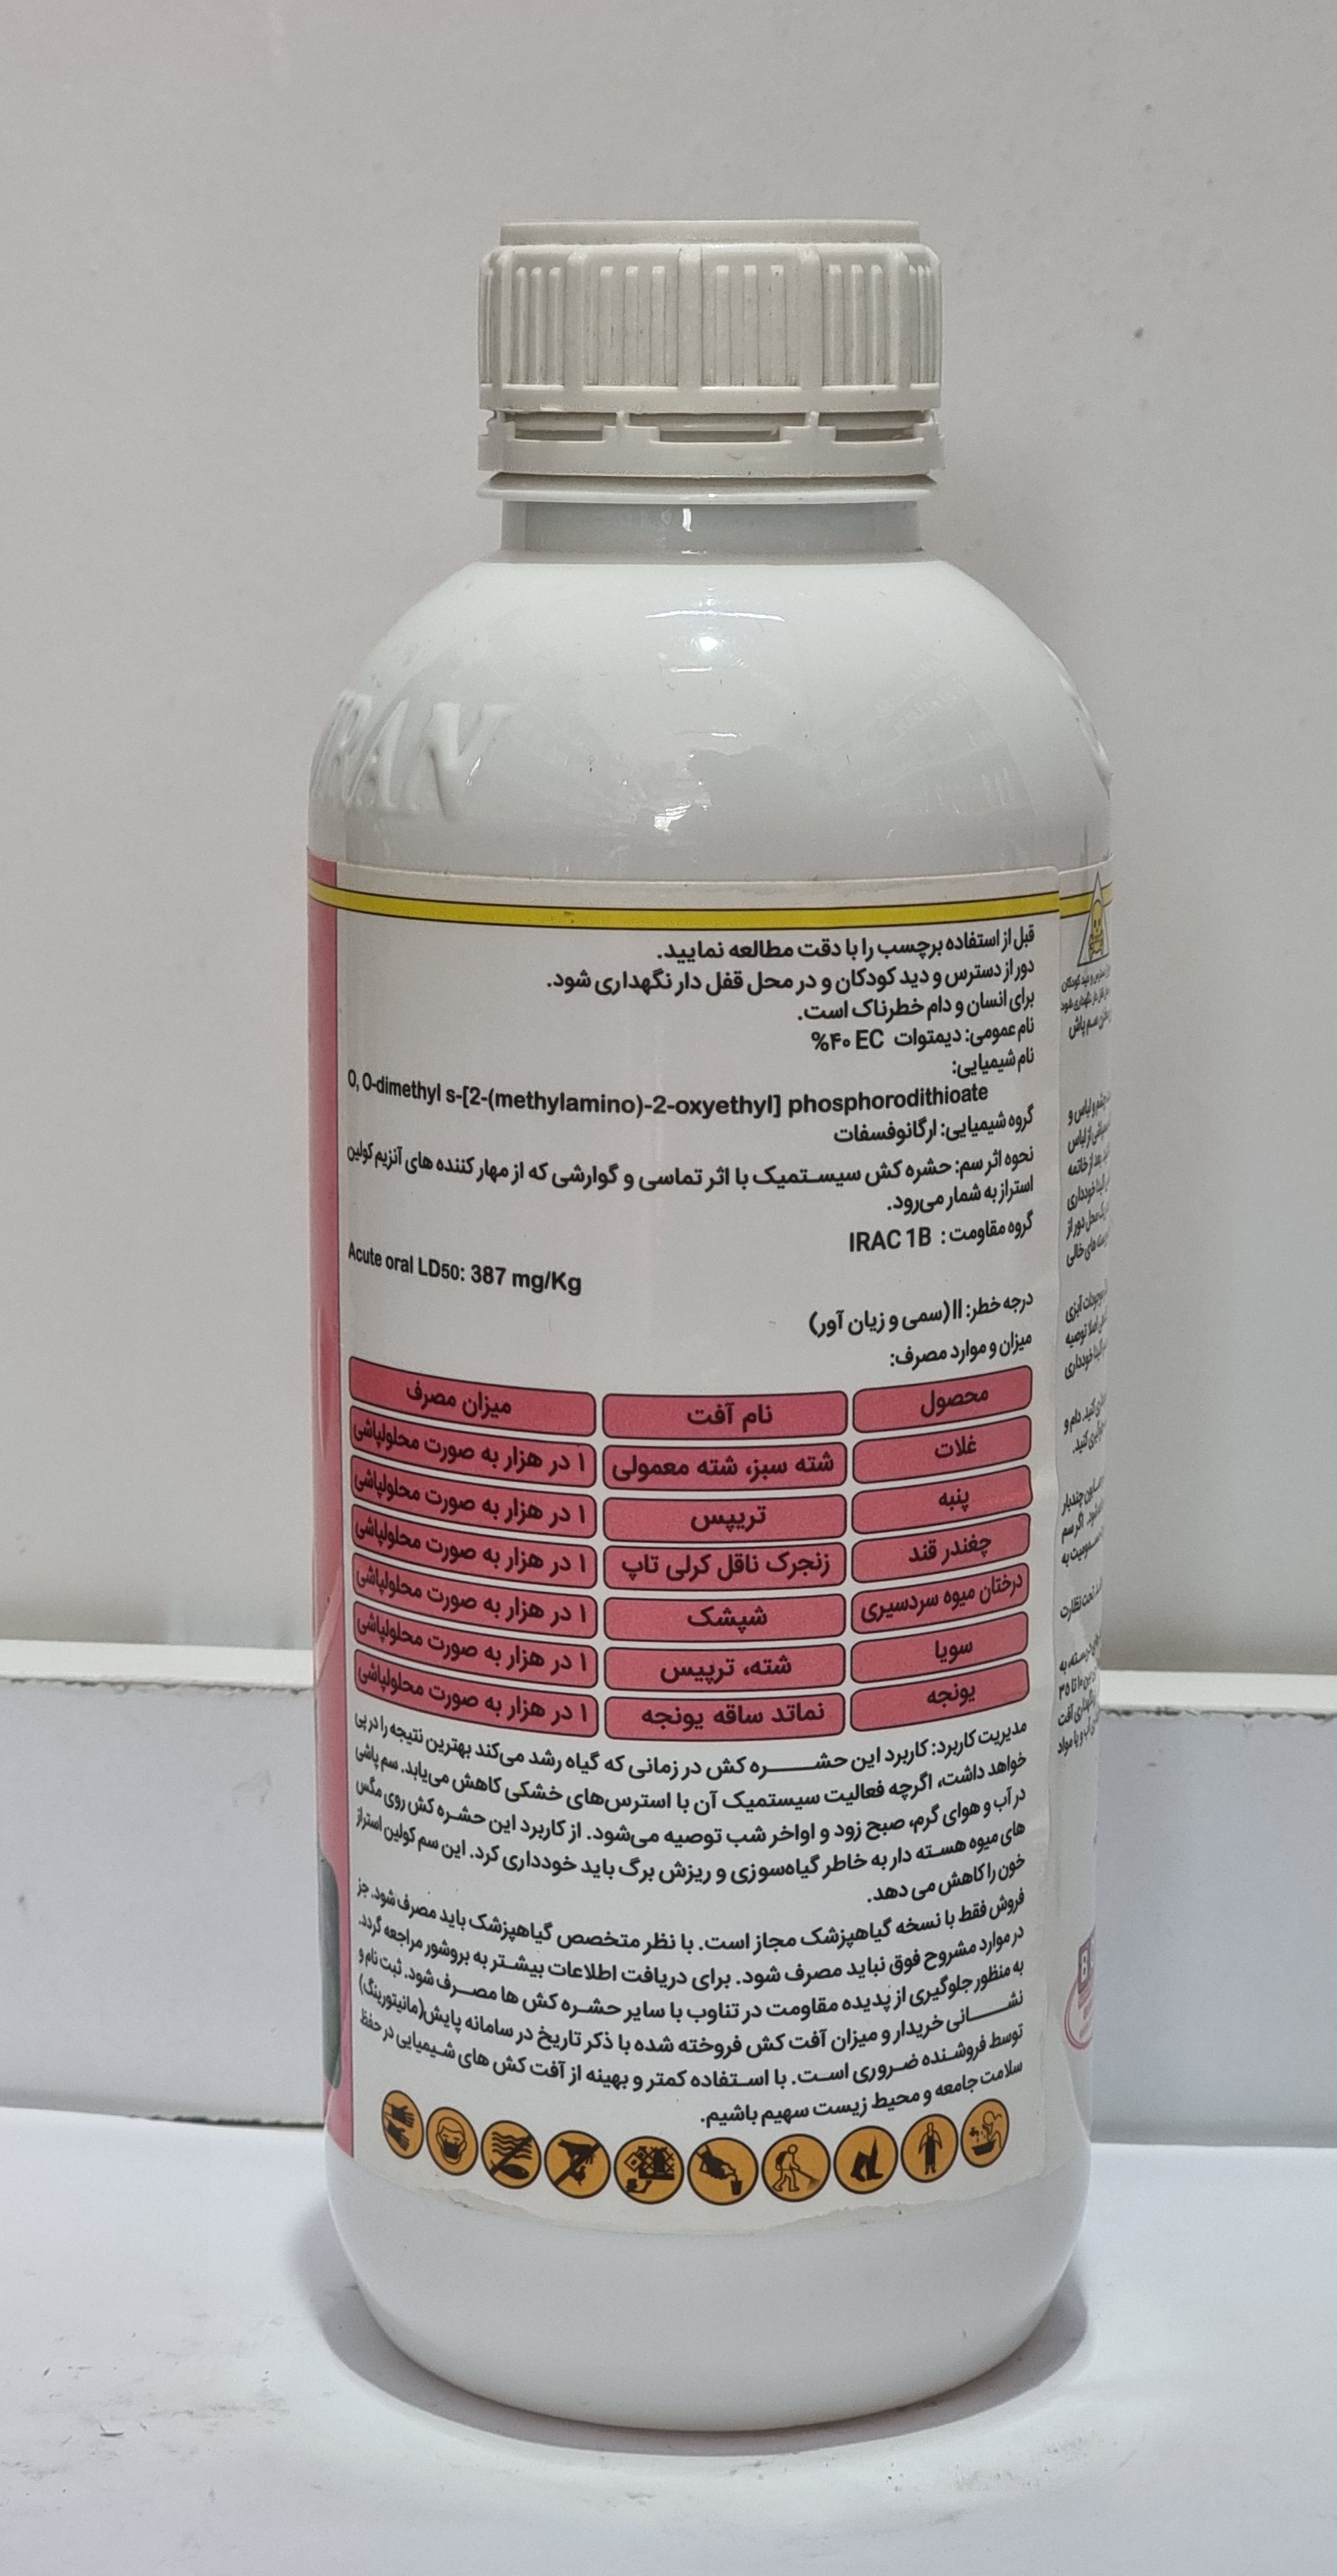 IRAN
قبل از استفاده برچسب را با دقت مطالعه نمایید.
دور از دسترس و دید کودکان و در محل قفل دار نگهداری شود.
برای انسان و دام خطرناک است.
نام عمومی: دیمتوات ۴۰ EC%
نام شیمیایی:
O, O-dimethyl s-[2-(methylamino)-2-oxyethyl] phosphorodithioate
گروه شیمیایی: ارگانوفسفات
نحوه اثر سم: حشره کش سیستمیک با اثر تماسی و گوارشی که از مهار کننده های آنزیم کولین
استراز به شمار می‌رود.
گروه مقاومت: IRAC 1B
Acute oral LD50: 387 mg/Kg
درجه خطر: II (سمی و زیان آور)
میزان و موارد مصرف:
محصول نام آفت میزان مصرف
غلات شته سبز، شته معمولی ۱ در هزار به صورت محلولپاشی
پنبه تریپس ۱ در هزار به صورت محلولپاشی
چغندر قند زنجرک ناقل کرلی تاپ ۱ در هزار به صورت محلولپاشی
درختان میوه سردسیری شپشک ۱ در هزار به صورت محلولپاشی
سویا شته، ترپیس ۱ در هزار به صورت محلولپاشی
یونجه نماتد ساقه یونجه ۱ در هزار به صورت محلولپاشی
مدیریت کاربرد: کاربرد این حشره کش در زمانی که گیاه رشد می‌کند بهترین نتیجه را در پی
خواهد داشت، اگرچه فعالیت سیستمیک آن با استرس‌های خشکی کاهش می‌یابد. سم پاشی
در آب و هوای گرم، صبح زود و اواخر شب توصیه می‌شود. از کاربرد این حشره کش روی مگس
های میوه هسته دار به خاطر گیاه‌سوزی و ریزش برگ باید خودداری کرد. این سم کولین استراز
خون را کاهش می دهد.
فروش فقط با نسخه گیاهپزشک مجاز است. با نظر متخصص گیاهپزشک باید مصرف شود. جز
در موارد مشروح فوق نباید مصرف شود. برای دریافت اطلاعات بیشتر به بروشور مراجعه گردد.
به منظور جلوگیری از پدیده مقاومت در تناوب با سایر حشره کش ها مصرف شود. ثبت نام و
نشانی خریدار و میزان آفت کش فروخته شده با ذکر تاریخ در سامانه پایش(مانیتورینگ)
توسط فروشنده ضروری است. با استفاده کمتر و بهینه از آفت کش های شیمیایی در حفظ
سلامت جامعه و محیط زیست سهیم باشیم.